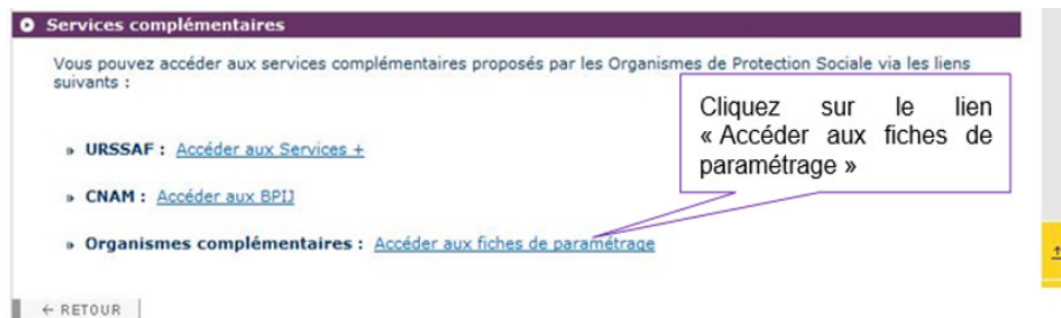 Services complémentaires
Vous pouvez accéder aux services complémentaires proposés par les Organismes de Protection Sociale via les liens
suivants :
Cliquez sur le lien
« Accéder aux fiches de
paramétrage »
» URSSAF : Accéder aux Services +
» CNAM : Accéder aux BPIJ
» Organismes complémentaires : Accéder aux fiches de paramétrage
← RETOUR